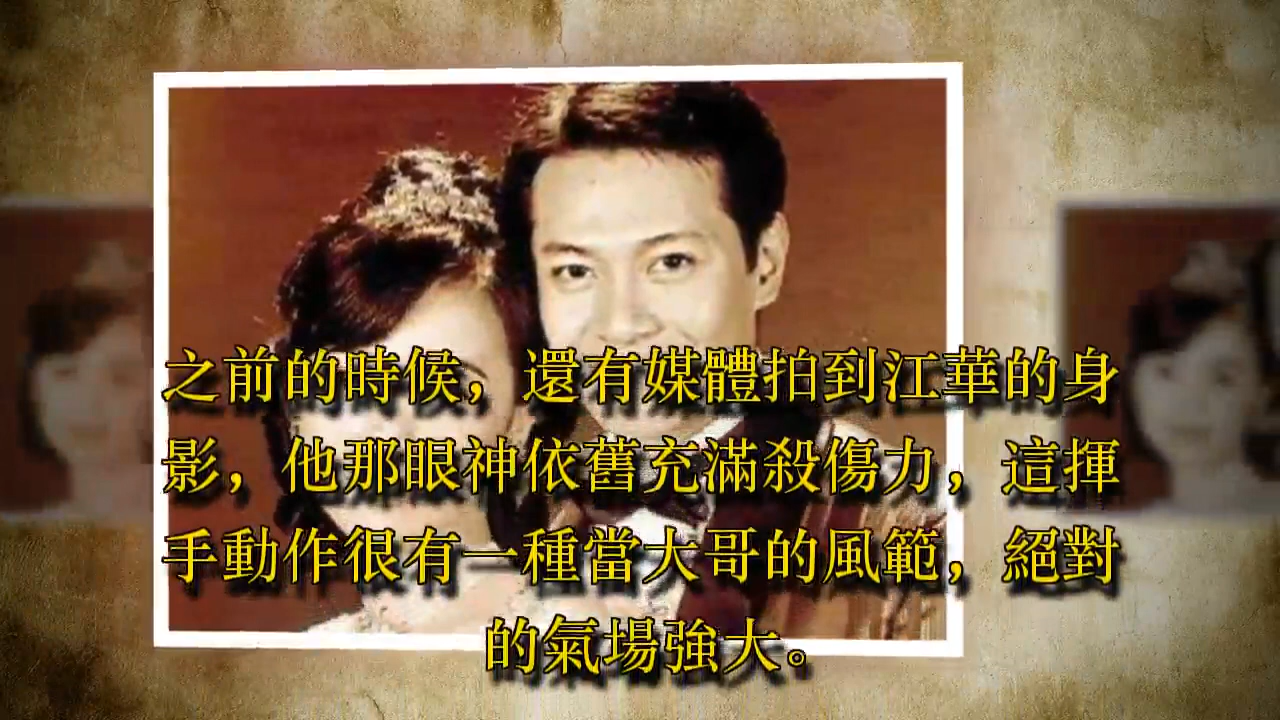 之前的時候，還有媒體拍到江華的身
影，他那眼神依舊充滿殺傷力，這揮
手動作很有一種當大哥的風範，絕對
的氣場強大。